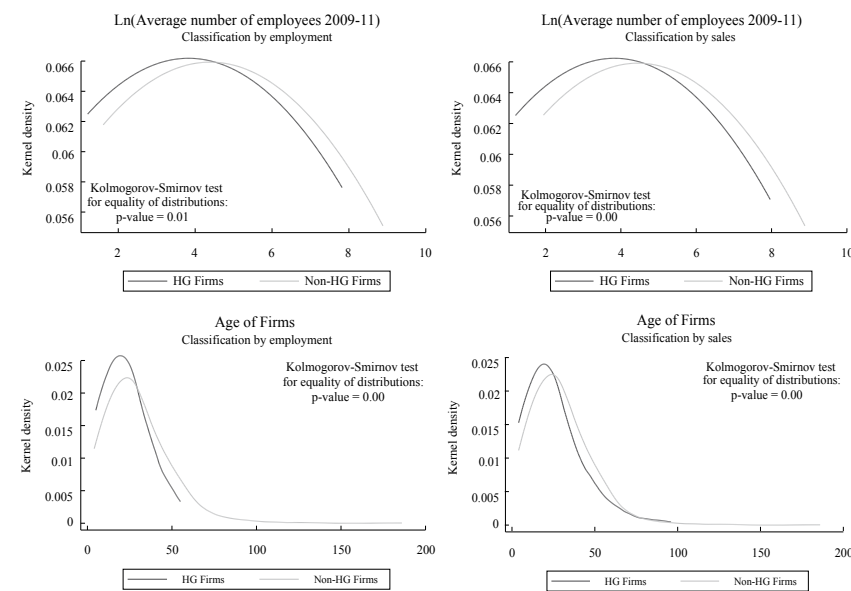 Ln(Average number of employees 2009-11)
Classification by employment
Kernel density
0.066
0.064
0.062
0.06
0.058
0.056
Kolmogorov-Smirnov test
for equality of distributions:
p-value = 0.01
2 4 6 8 10
HG Firms Non-HG Firms
Ln(Average number of employees 2009-11)
Classification by sales
Kernel density
0.066
0.064
0.062
0.06
0.058
0.056
Kolmogorov-Smirnov test
for equality of distributions:
p-value = 0.00
2 4 6 8 10
HG Firms Non-HG Firms
Age of Firms
Classification by employment
Kernel density
0.025
0.02
0.015
0.01
0.005
0
Kolmogorov-Smirnov test
for equality of distributions:
p-value = 0.00
0 50 100 150 200
HG Firms Non-HG Firms
Age of Firms
Classification by sales
Kernel density
0.025
0.02
0.015
0.01
0.005
0
Kolmogorov-Smirnov test
for equality of distributions:
p-value = 0.00
0 50 100 150 200
HG Firms Non-HG Firms